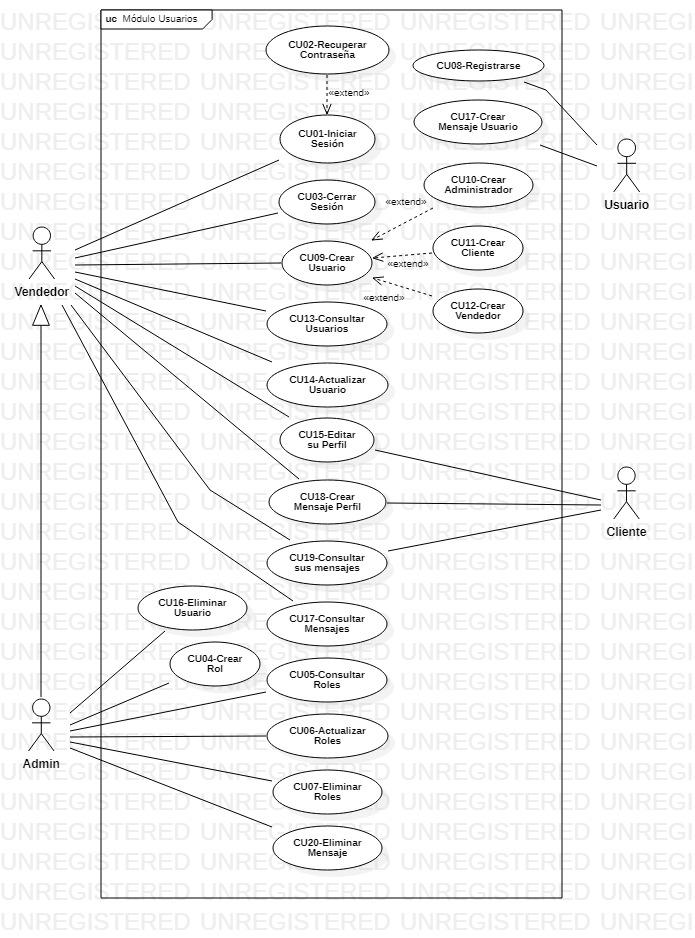 uc Módulo Usuarios
CU02-Recuperar
Contraseña
CU08-Registrarse
«extend»
CU17-Crear
Mensaje Usuario
CU01-Iniciar
Sesión
CU10-Crear
Administrador
Usuario
«extend»
CU03-Cerrar
Sesión
CU11-Crear
Cliente
CU09-Crear
Usuario
«extend»
Vendedor
«extend»
CU12-Crear
Vendedor
CU13-Consultar
Usuarios
CU14-Actualizar
Usuario
CU15-Editar
su Perfil
CU18-Crear
Mensaje Perfil
Cliente
CU19-Consultar
sus mensajes
CU16-Eliminar
Usuario
CU17-Consultar
Mensajes
CU04-Crear
Rol
CU05-Consultar
Roles
CU06-Actualizar
Roles
Admin
CU07-Eliminar
Roles
CU20-Eliminar
Mensaje
UNREGISTERED